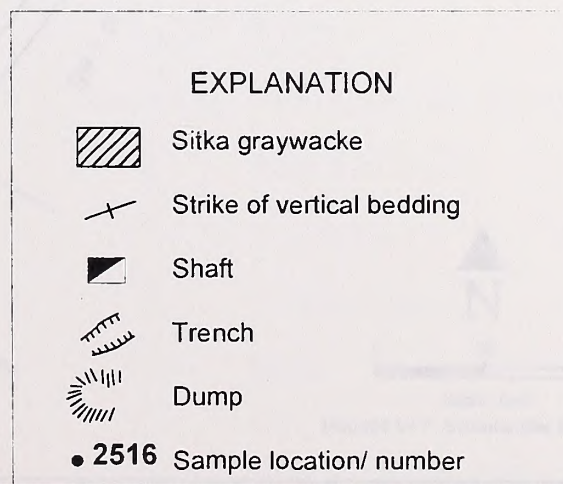 EXPLANATION
Sitka graywacke
Strike of vertical bedding
Shaft
Trench
Dump
2516 Sample location/ number